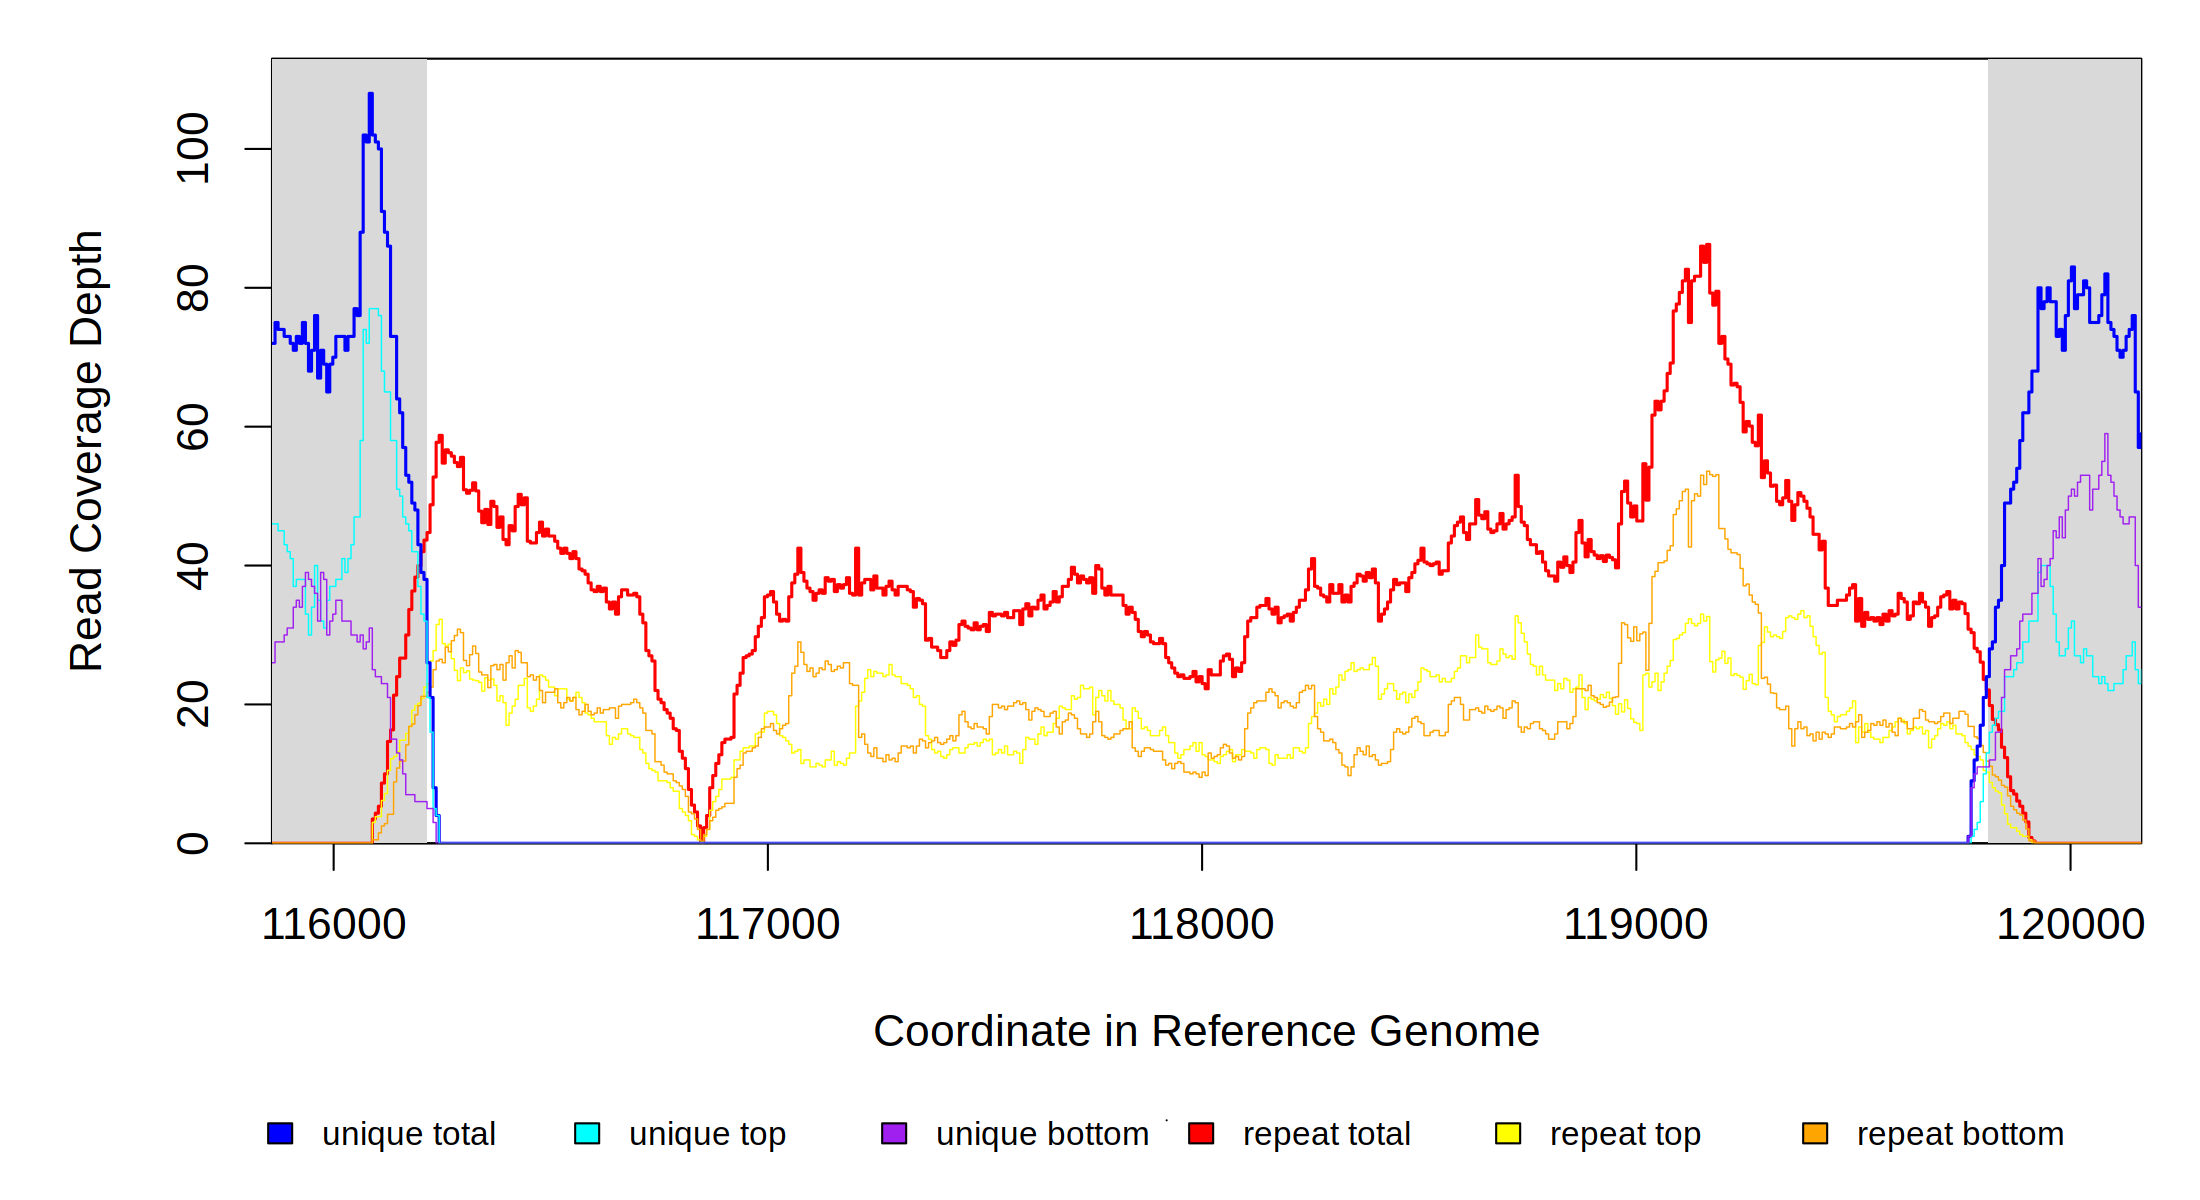 Read Coverage Depth
100
80
60
40
20
0
116000 117000 118000 119000 120000
Coordinate in Reference Genome
unique total unique top unique bottom repeat total repeat top repeat bottom